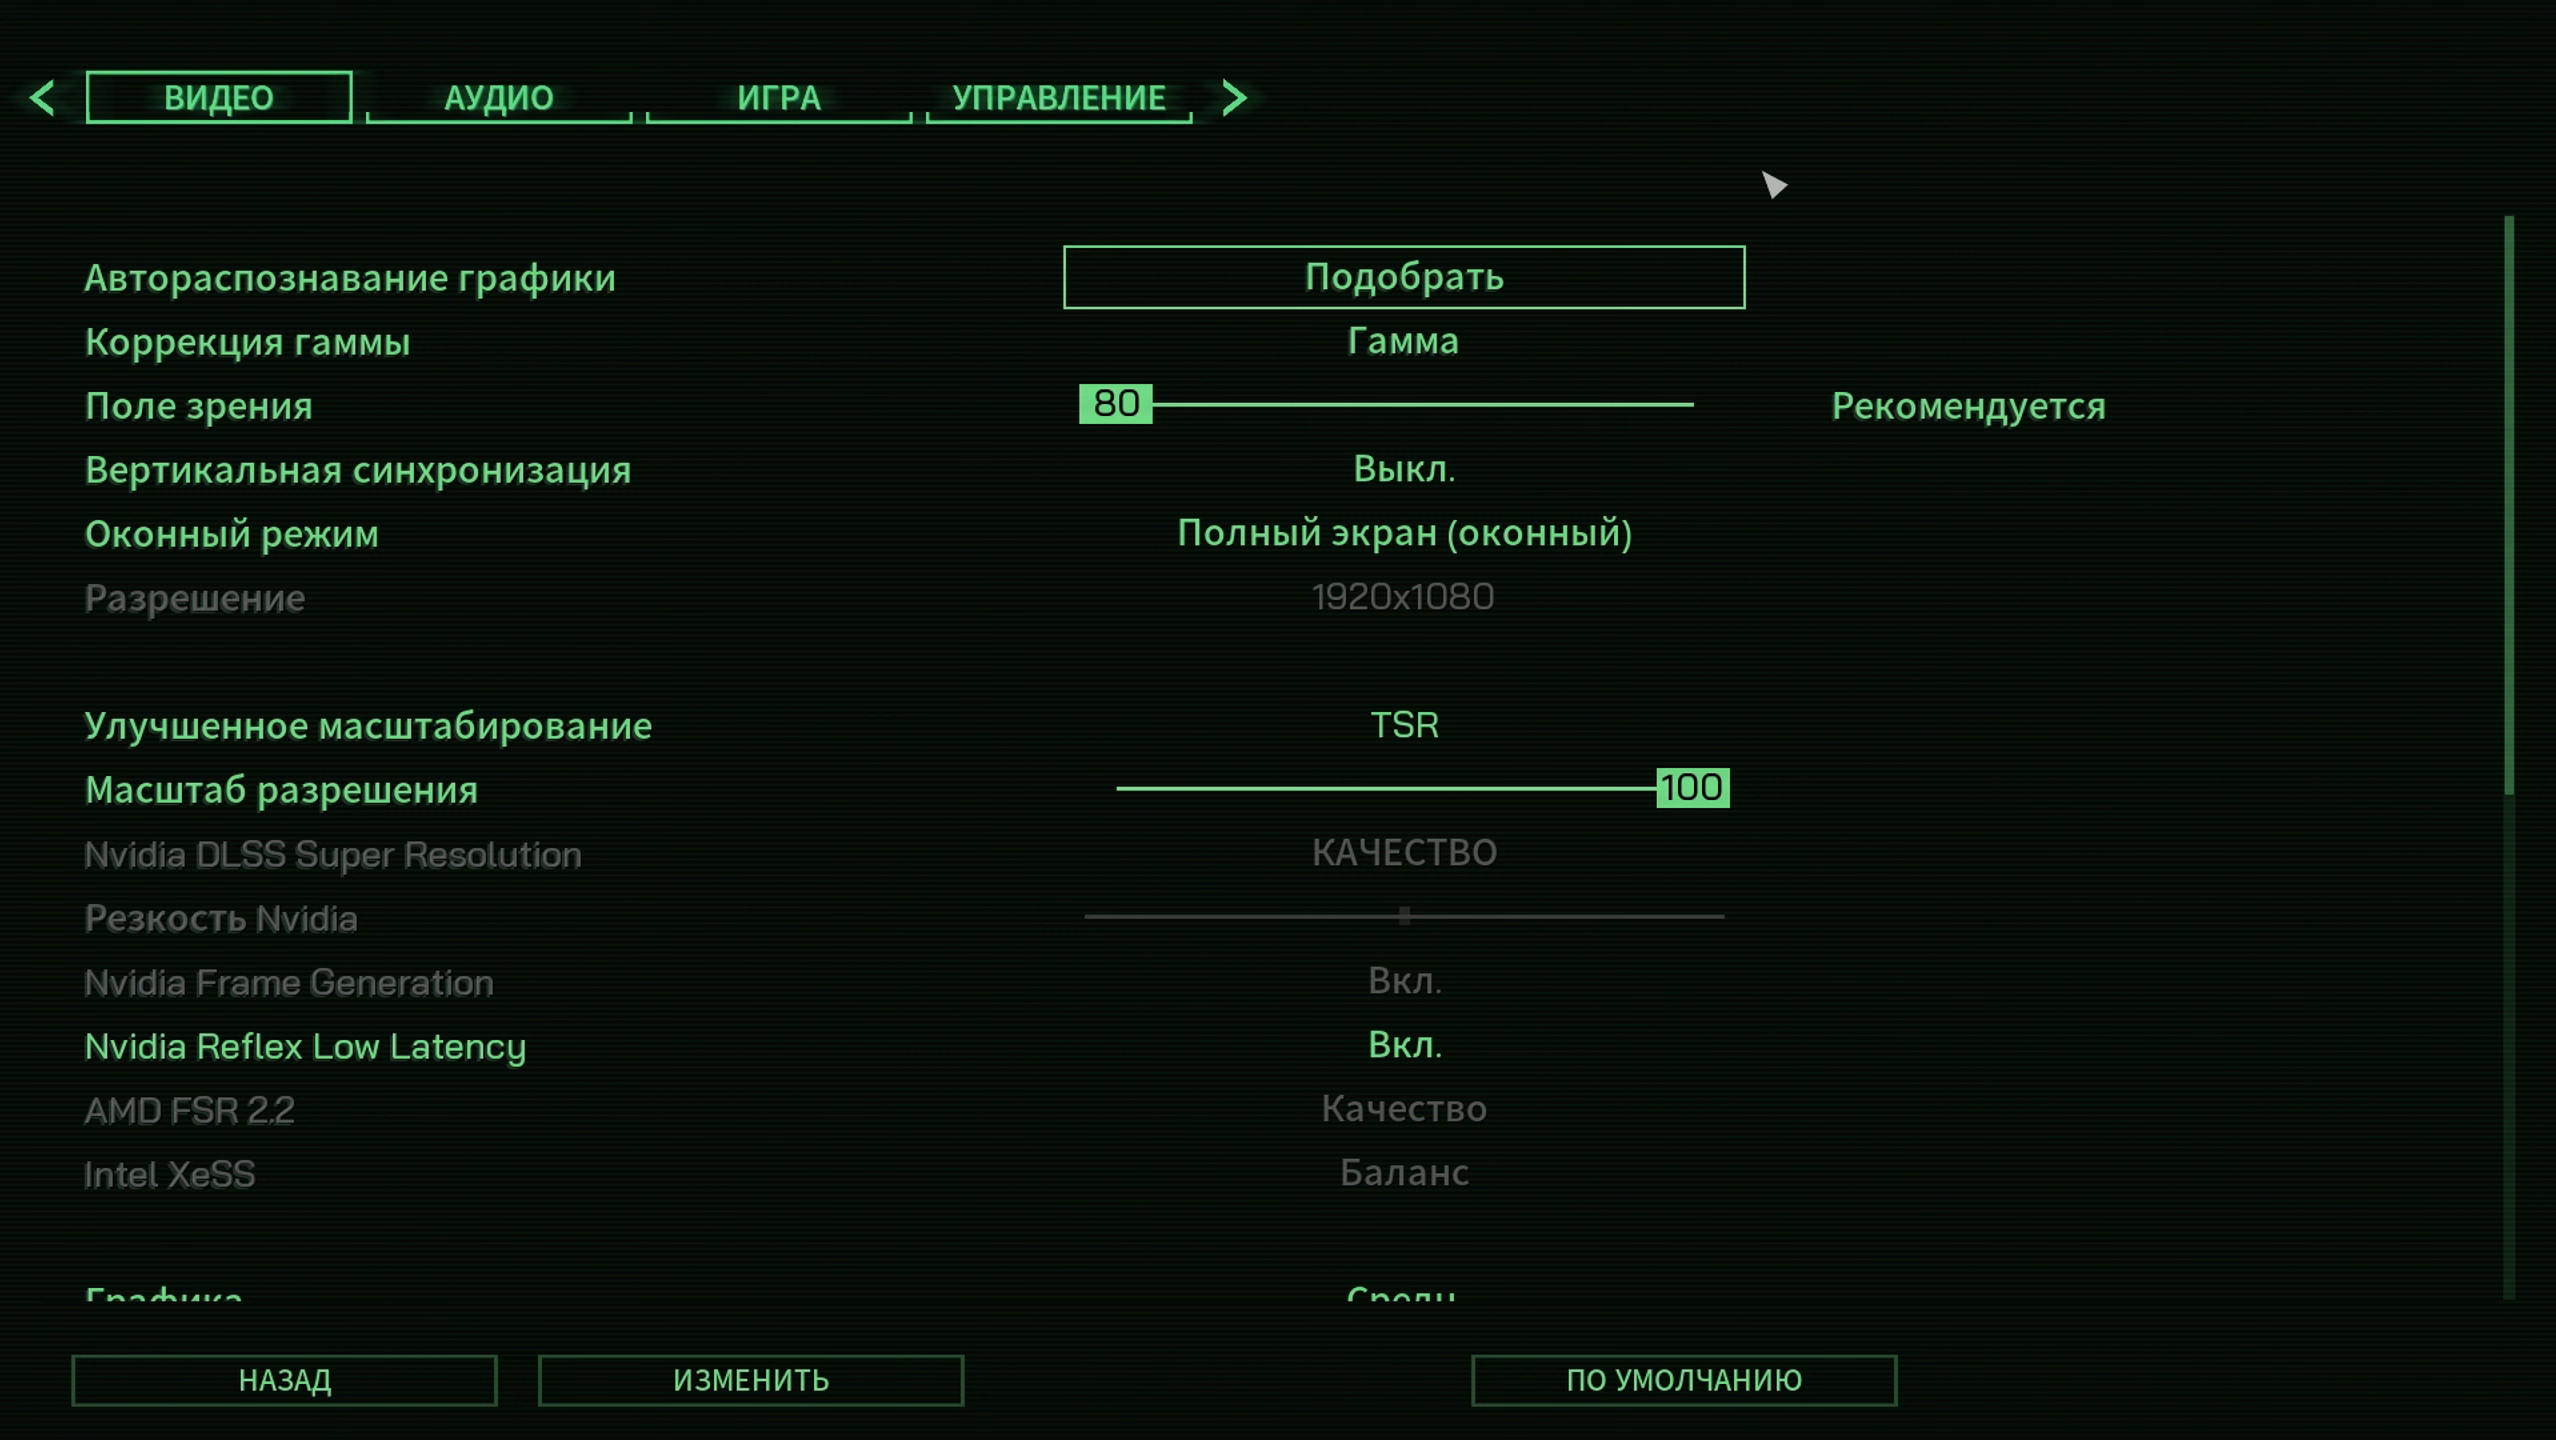 ВИДЕО АУДИО ИГРА УПРАВЛЕНИЕ
Автораспознавание графики Подобрать
Коррекция гаммы Гамма
Поле зрения 80 Рекомендуется
Вертикальная синхронизация Выкл.
Оконный режим Полный экран (оконный)
Разрешение 1920x1080
Улучшенное масштабирование TSR
Масштаб разрешения 100
Nvidia DLSS Super Resolution КАЧЕСТВО
Резкость Nvidia
Nvidia Frame Generation Вкл.
Nvidia Reflex Low Latency Вкл.
AMD FSR 2.2 Качество
Intel XeSS Баланс
Графика
НАЗАД ИЗМЕНИТЬ ПО УМОЛЧАНИЮ